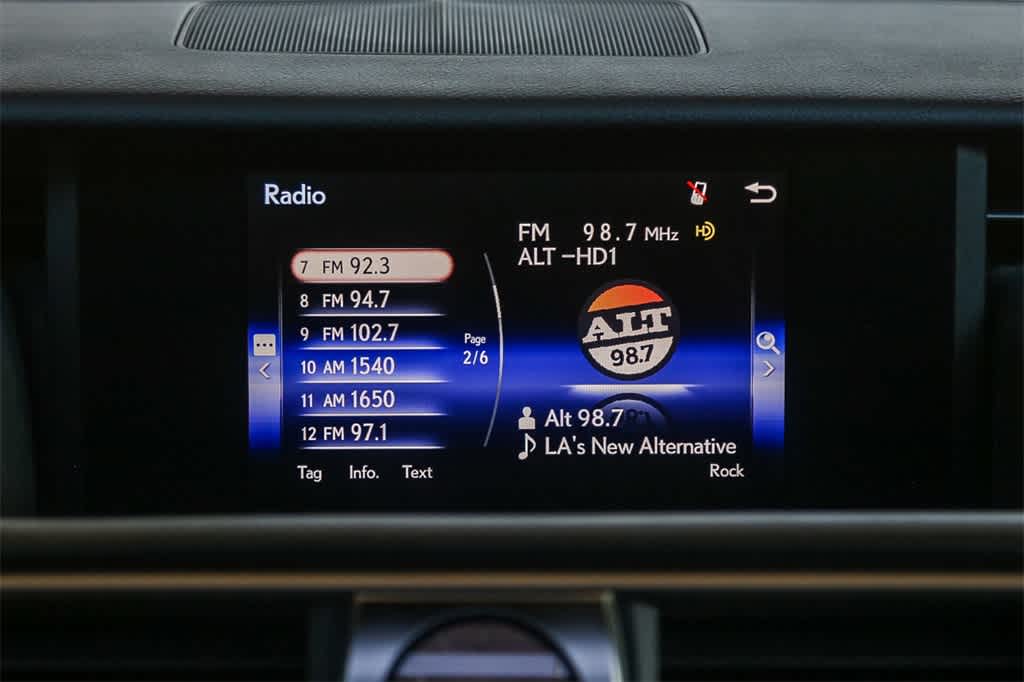 Radio
7 FM 92.3
8 FM 94.7
9 FM 102.7
10 AM 1540
11 AM 1650
12 FM 97.1
Page
2/6
Tag Info. Text
FM 98.7 MHz HD
ALT -HD1
ALT
98.7
Alt 98.7
LA's New Alternative
Rock